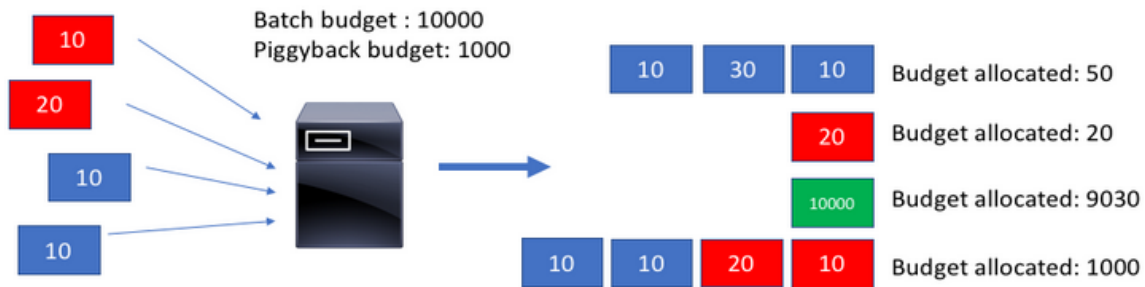 Batch budget : 10000
Piggyback budget: 1000
10
20
10
10
10 30 10 Budget allocated: 50
20 Budget allocated: 20
10000 Budget allocated: 9030
10 10 20 10 Budget allocated: 1000